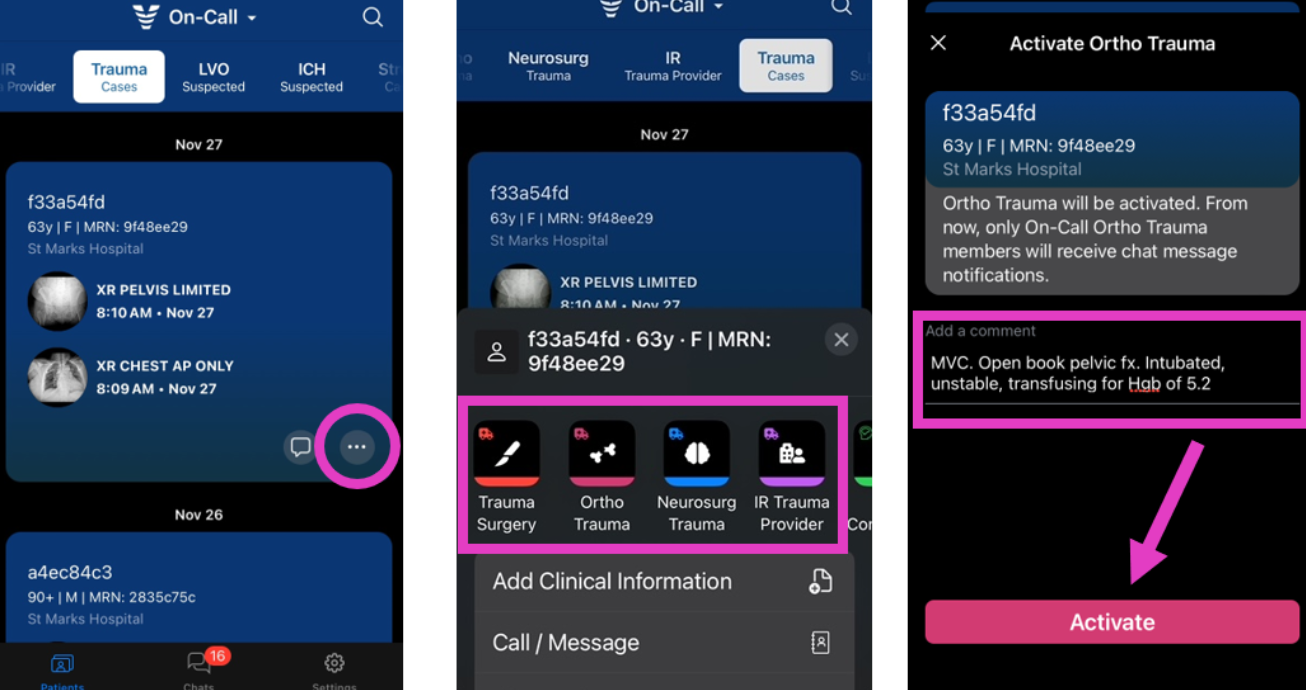 On-Call
IR
Provider
Trauma
Cases
LVO
Suspected
ICH
Suspected
Nov 27
f33a54fd
63y | F | MRN: 9f48ee29
St Marks Hospital
XR PELVIS LIMITED
8:10 AM • Nov 27
XR CHEST AP ONLY
8:09 AM • Nov 27
Nov 26
a4ec84c3
90+ | M | MRN: 2835c75c
St Marks Hospital
Patients
16
Chats
Settings
On-Call
Neurosurg
Trauma
IR
Trauma Provider
Trauma
Cases
Nov 27
f33a54fd
63y | F | MRN: 9f48ee29
St Marks Hospital
XR PELVIS LIMITED
8:10 AM • Nov 27
f33a54fd · 63y · F | MRN:
9f48ee29
Trauma
Surgery
Ortho
Trauma
Neurosurg
Trauma
IR Trauma
Provider
Add Clinical Information
Call / Message
Activate Ortho Trauma
f33a54fd
63y | F | MRN: 9f48ee29
St Marks Hospital
Ortho Trauma will be activated. From
now, only On-Call Ortho Trauma
members will receive chat message
notifications.
Add a comment
MVC. Open book pelvic fx. Intubated,
unstable, transfusing for Hgb of 5.2
Activate